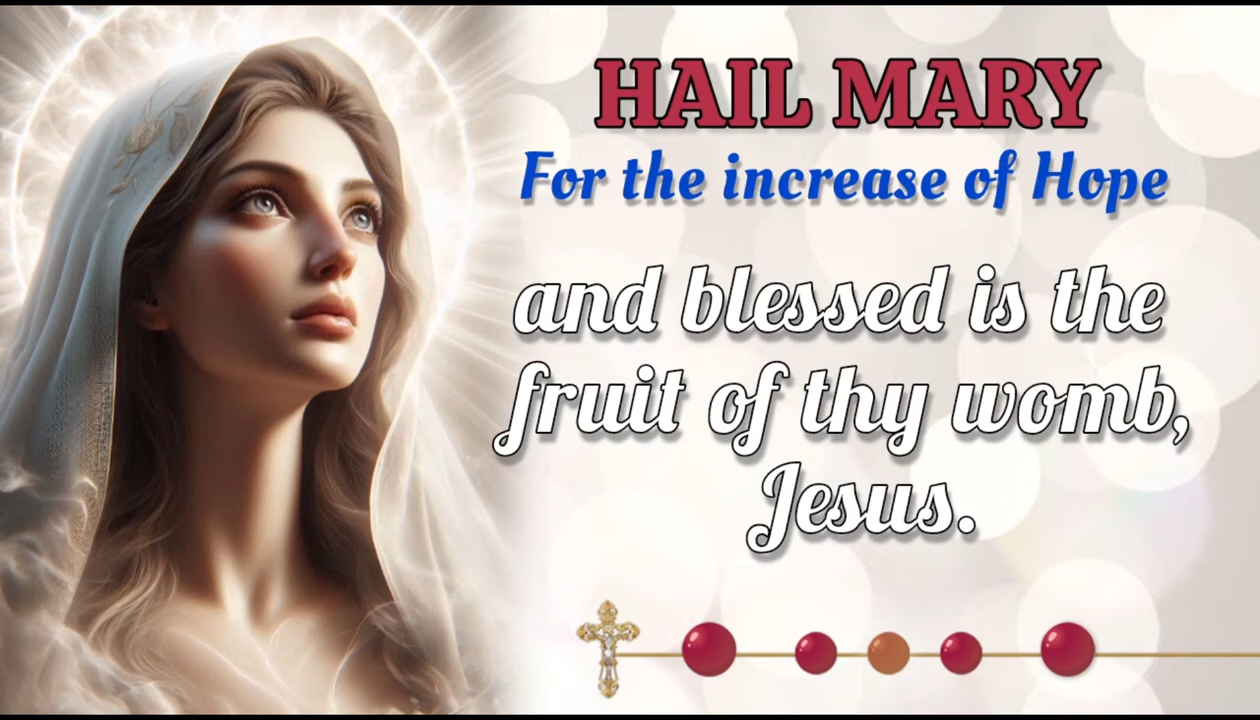 HAIL MARY
For the increase of Hope
and blessed is the
fruit of thy womb,
Jesus.